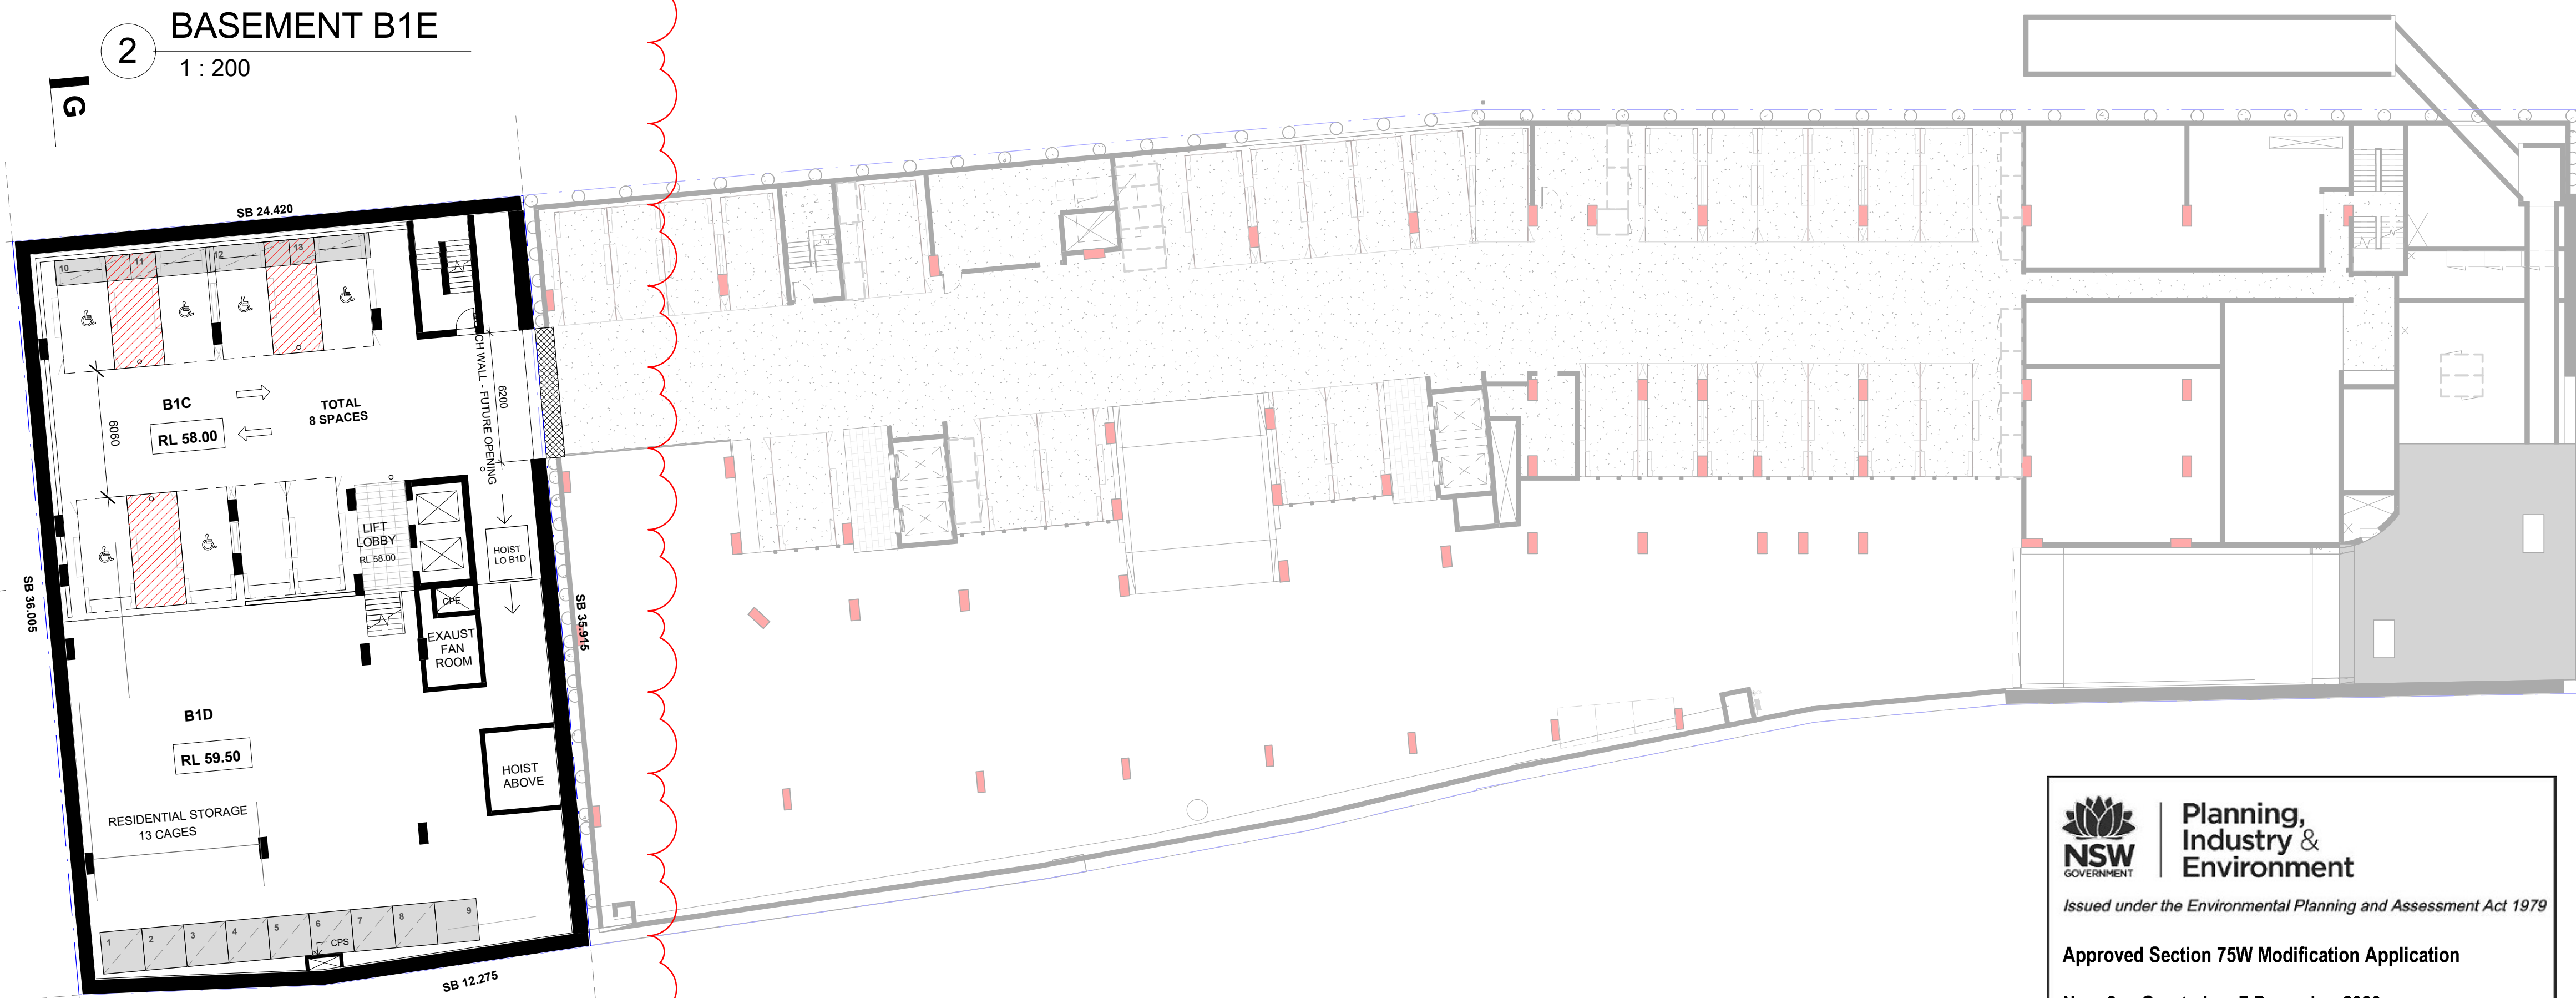 2
BASEMENT B1E
1 : 200
G
SB 24.420
10
11
12
13
B1C
RL 58.00
TOTAL
8 SPACES
6060
6200
CH WALL - FUTURE OPENING
LIFT
LOBBY
RL 58.00
HOIST
LO B1D
CPE
EXAUST
FAN
ROOM
SB 36.005
SB 35.915
B1D
RL 59.50
HOIST
ABOVE
RESIDENTIAL STORAGE
13 CAGES
1
2
3
4
5
6
7
8
9
CPS
SB 12.275
NSW
GOVERNMENT
Planning,
Industry &
Environment
Issued under the Environmental Planning and Assessment Act 1979
Approved Section 75W Modification Application